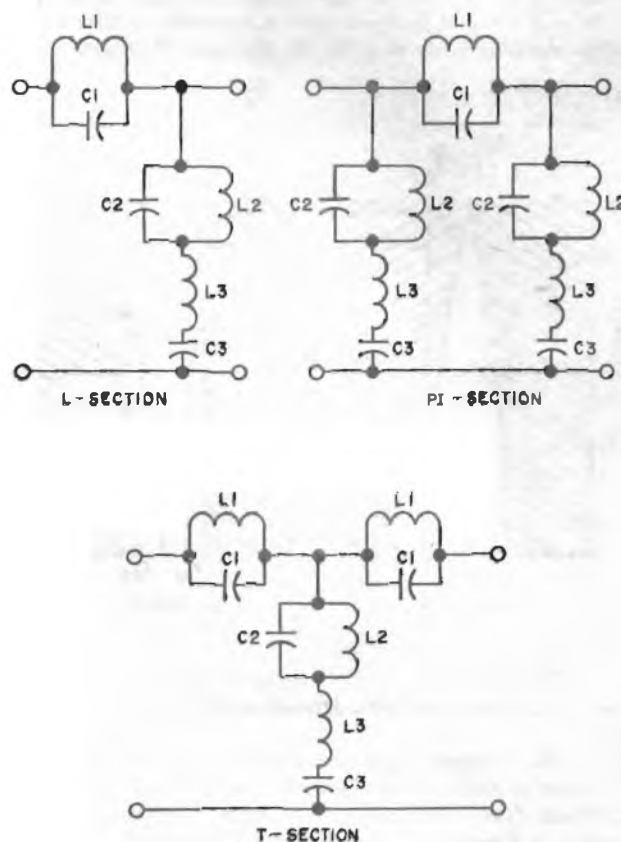 L1
C1
C2
L2
L3
C3
L-SECTION
L1
C1
C2
L2
C2
L2
L3
L3
C3
C3
PI-SECTION
L1
L1
C1
C1
C2
L2
L3
C3
T-SECTION